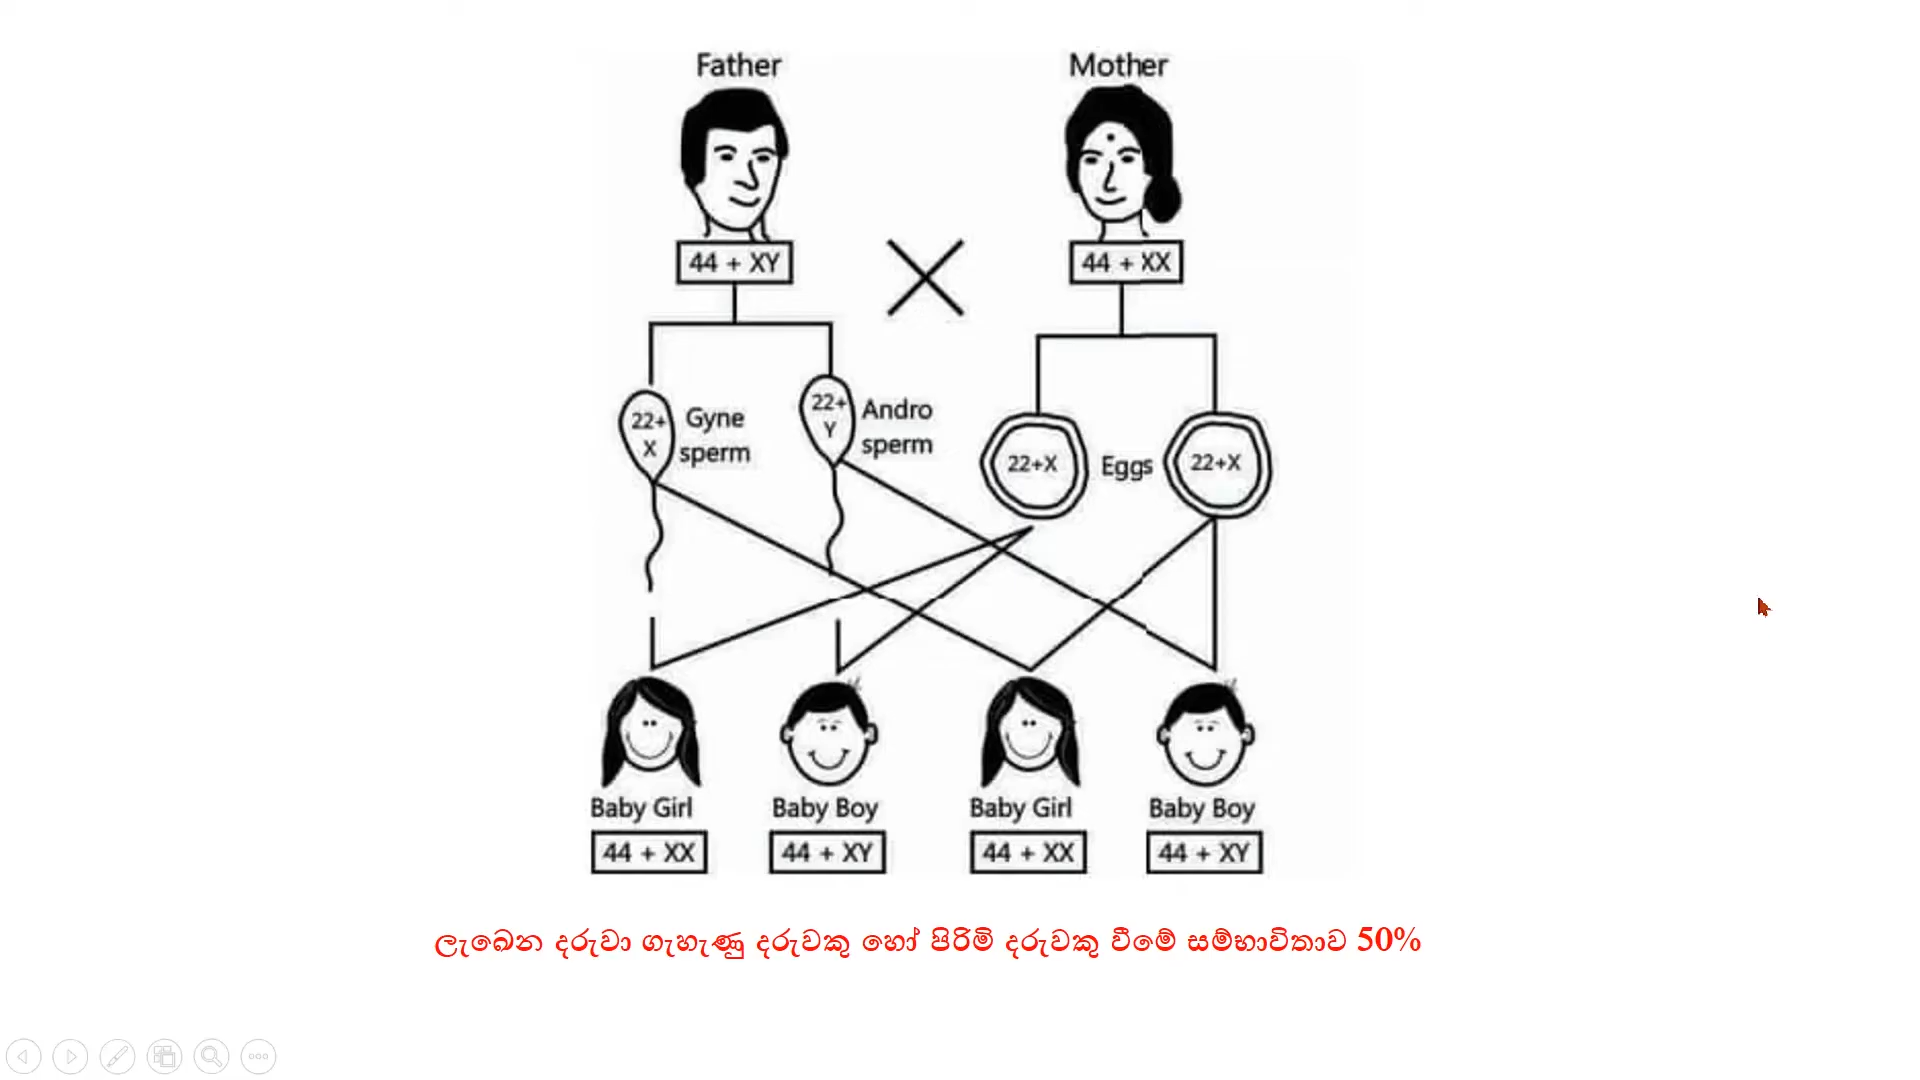 Father
Mother
44 + XY
44 + XX
22+
X
Gyne
sperm
22+
Y
Andro
sperm
22+X
Eggs
22+X
Baby Girl
Baby Boy
Baby Girl
Baby Boy
44 + XX
44 + XY
44 + XX
44 + XY
ලැබෙන දරුවා ගැහැණු දරුවකු හෝ පිරිමි දරුවකු වීමේ සම්භාවිතාව 50%